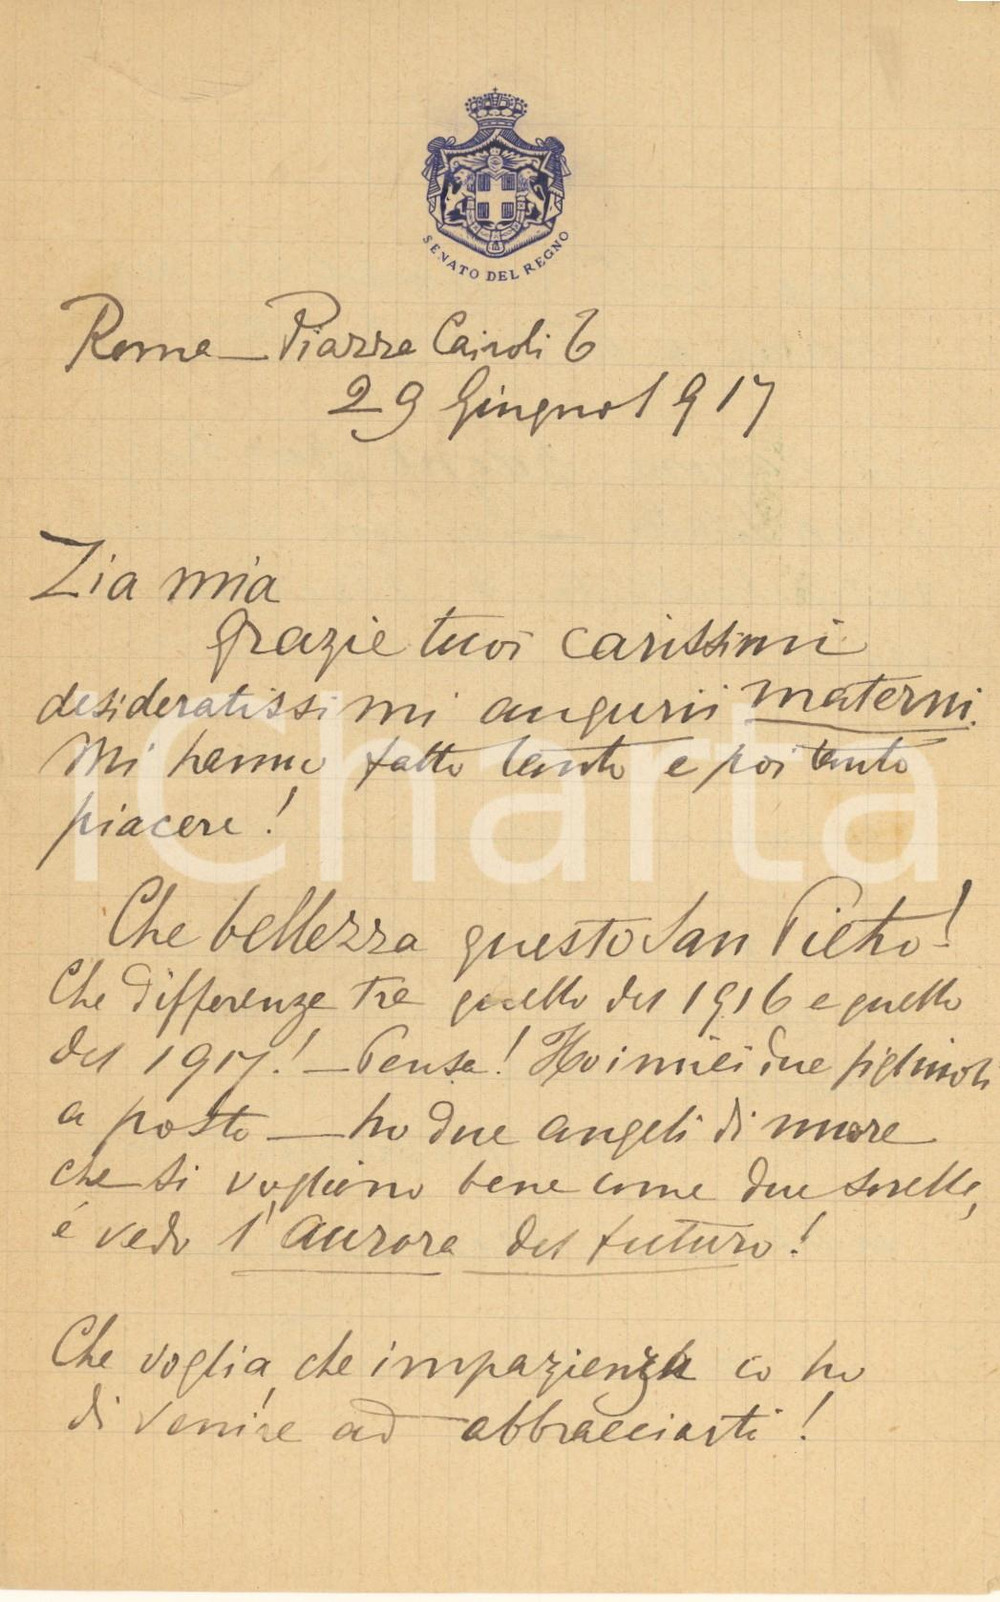 SENATO DEL REGNO
Roma – Piazza Cairoli 6
29 Giugno 1917
Zia mia
grazie tuoi carissimi
desideratissimi augurii materni.
Mi hanno fatto tanto e poi tanto
piacere!
Che bellezza questo San Pietro!
Che differenza tra quello del 1916 e quello
del 1917! – Pensa! Ho i miei due figliuoli
a posto – ho due angeli di nuore
che si vogliono bene come due sorelle,
e vedo l'aurora del futuro!
Che voglia, che impazienza io ho
di venire ad abbracciarti!
iCharta